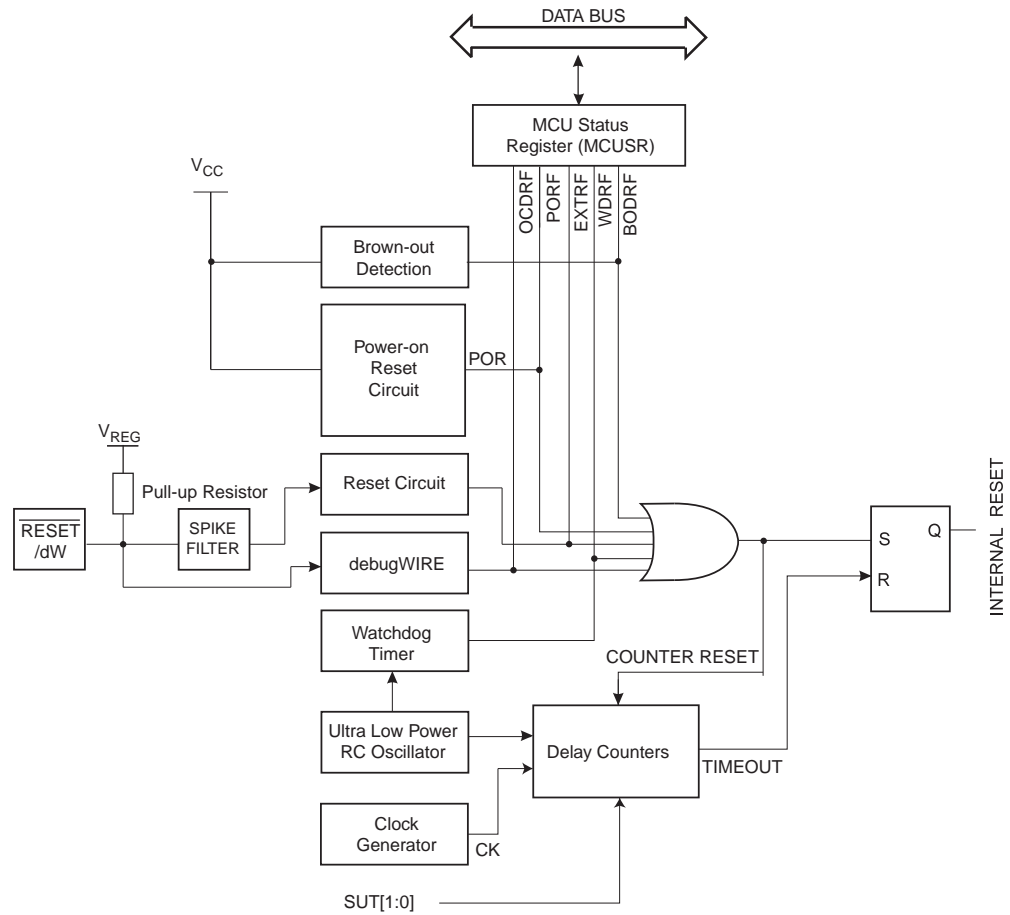 DATA BUS
MCU Status
Register (MCUSR)
OCDRF
PORF
EXTRF
WDRF
BODRF
VCC
Brown-out
Detection
Power-on
Reset
Circuit
POR
VREG
Pull-up Resistor
RESET
/dW
SPIKE
FILTER
Reset Circuit
debugWIRE
Watchdog
Timer
S
R
Q
INTERNAL RESET
COUNTER RESET
Ultra Low Power
RC Oscillator
Delay Counters
TIMEOUT
Clock
Generator
CK
SUT[1:0]